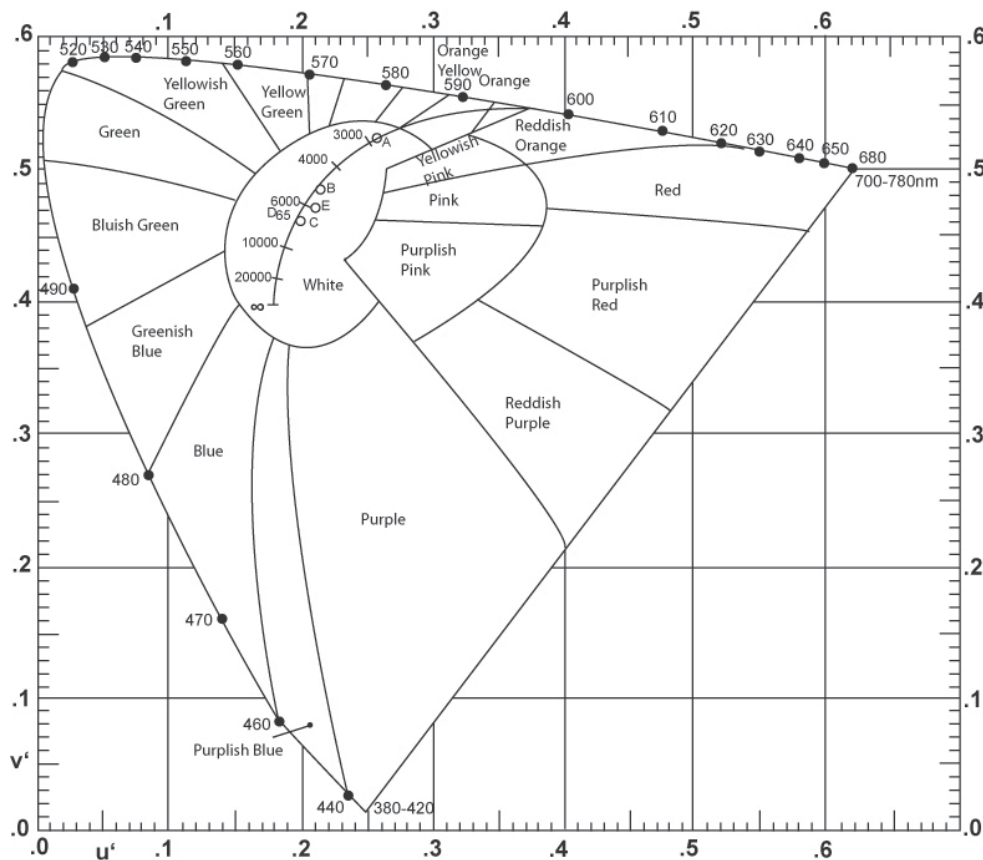 .1
.2
.3
.4
.5
.6
.6
520
530
540
550
560
570
580
Orange
Yellow
Orange
590
600
610
620
630
640
650
680
700-780nm
.6
Yellowish
Green
Yellow
Green
Green
3000
A
4000
Reddish
Orange
Yellowish
Pink
.5
B
6000
E
D65
C
Pink
Red
.5
Bluish Green
10000
20000
∞
White
Purplish
Pink
Purplish
Red
490
.4
.4
Greenish
Blue
Reddish
Purple
.3
.3
Blue
480
Purple
.2
.2
470
.1
.1
460
Purplish Blue
v'
440
380-420
.0
.0
.0
u'
.1
.2
.3
.4
.5
.6